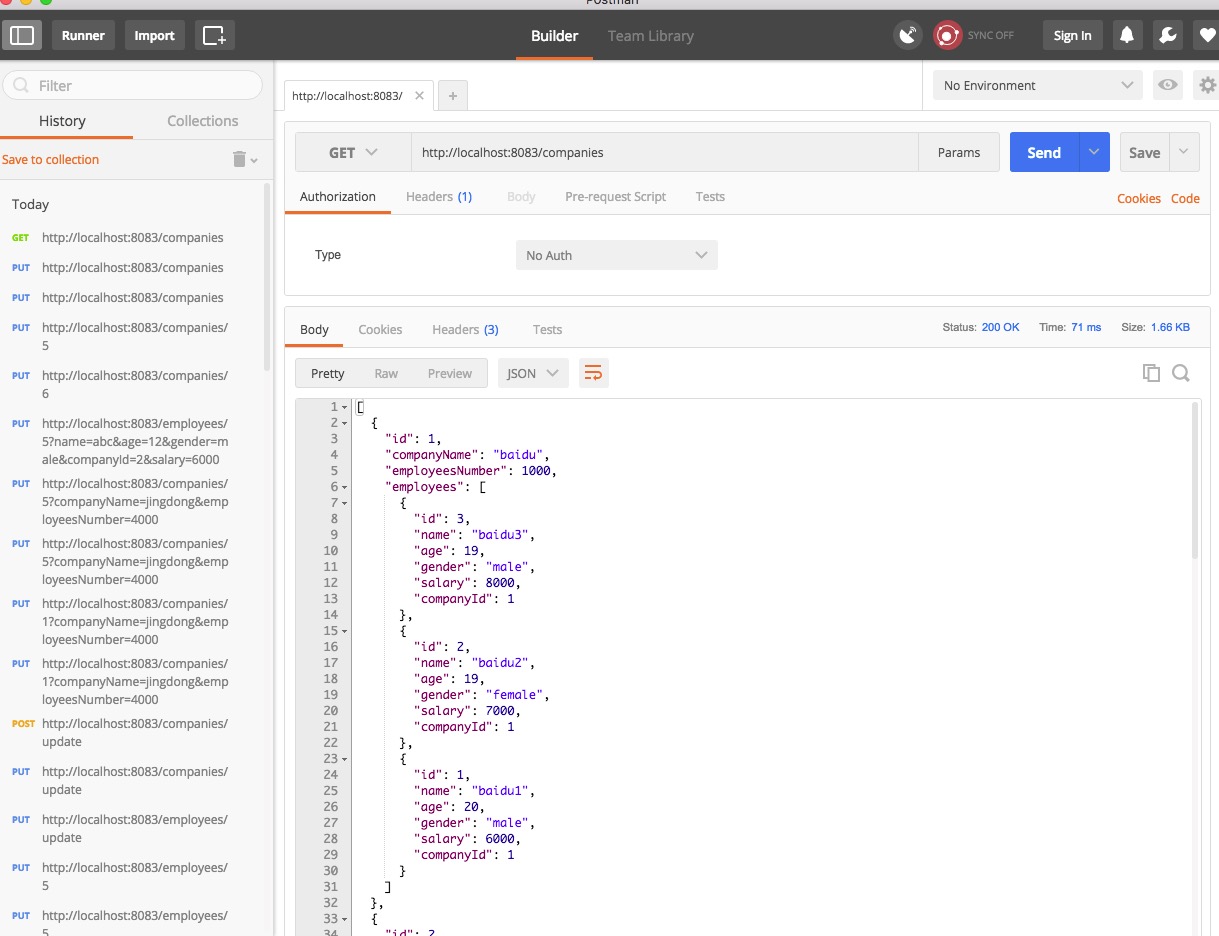 Postman
Runner
Import
Builder
Team Library
SYNC OFF
Sign In
Filter
History
Collections
Save to collection
Today
GET http://localhost:8083/companies
PUT http://localhost:8083/companies
PUT http://localhost:8083/companies
PUT http://localhost:8083/companies/
5
PUT http://localhost:8083/companies/
6
PUT http://localhost:8083/employees/
5?name=abc&age=12&gender=m
ale&companyId=2&salary=6000
PUT http://localhost:8083/companies/
5?companyName=jingdong&emp
loyeesNumber=4000
PUT http://localhost:8083/companies/
5?companyName=jingdong&emp
loyeesNumber=4000
PUT http://localhost:8083/companies/
1?companyName=jingdong&emp
loyeesNumber=4000
PUT http://localhost:8083/companies/
1?companyName=jingdong&emp
loyeesNumber=4000
POST http://localhost:8083/companies/
update
PUT http://localhost:8083/companies/
update
PUT http://localhost:8083/employees/
update
PUT http://localhost:8083/employees/
5
PUT http://localhost:8083/employees/
5
http://localhost:8083/
No Environment
GET http://localhost:8083/companies Params Send Save
Authorization Headers (1) Body Pre-request Script Tests Cookies Code
Type No Auth
Body Cookies Headers (3) Tests Status: 200 OK Time: 71 ms Size: 1.66 KB
Pretty Raw Preview JSON
1 [
2 {
3 "id": 1,
4 "companyName": "baidu",
5 "employeesNumber": 1000,
6 "employees": [
7 {
8 "id": 3,
9 "name": "baidu3",
10 "age": 19,
11 "gender": "male",
12 "salary": 8000,
13 "companyId": 1
14 },
15 {
16 "id": 2,
17 "name": "baidu2",
18 "age": 19,
19 "gender": "female",
20 "salary": 7000,
21 "companyId": 1
22 },
23 {
24 "id": 1,
25 "name": "baidu1",
26 "age": 20,
27 "gender": "male",
28 "salary": 6000,
29 "companyId": 1
30 }
31 ]
32 },
33 {
34 "id": 2,